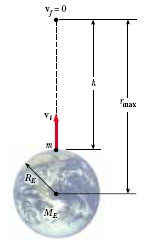 v_f = 0
h
r_max
v_i
m
R_E
M_E